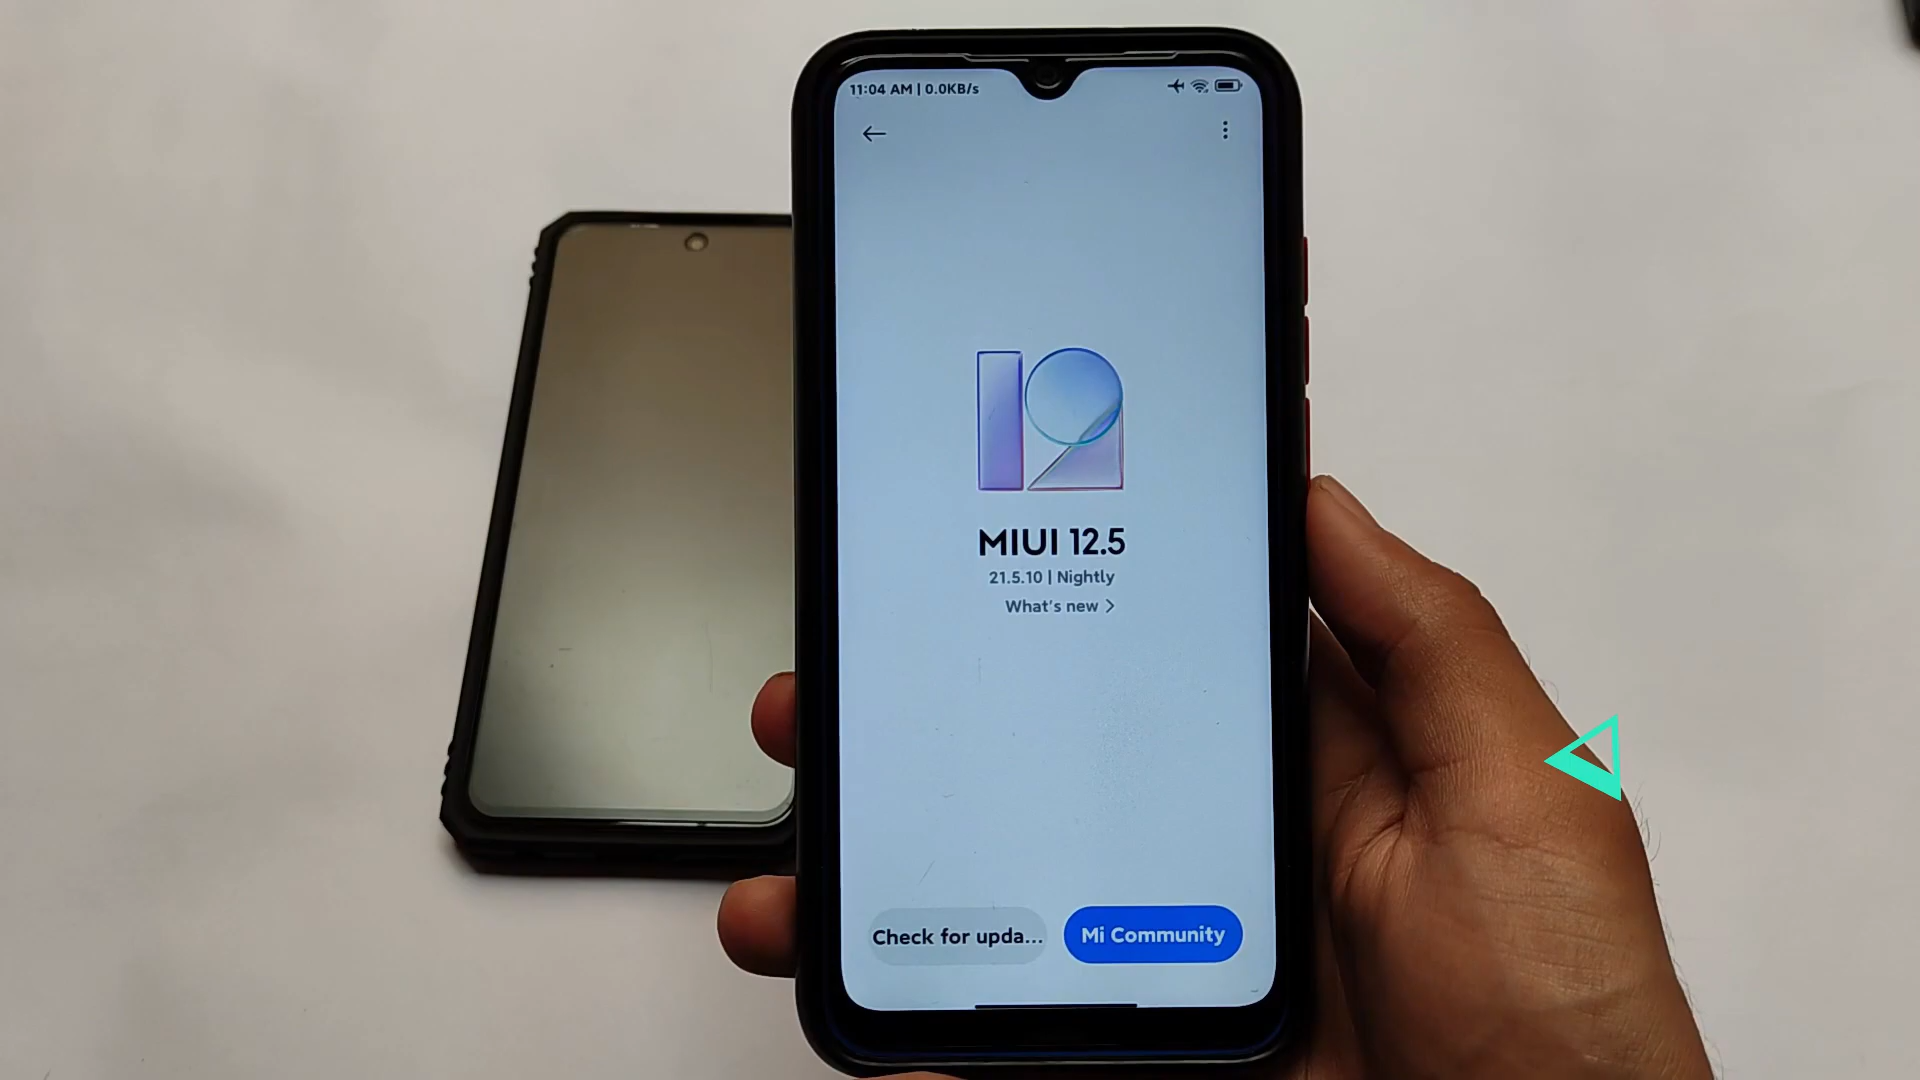 11:04 AM | 0.0KB/s
12
MIUI 12.5
21.5.10 | Nightly
What's new >
Check for upda...
Mi Community